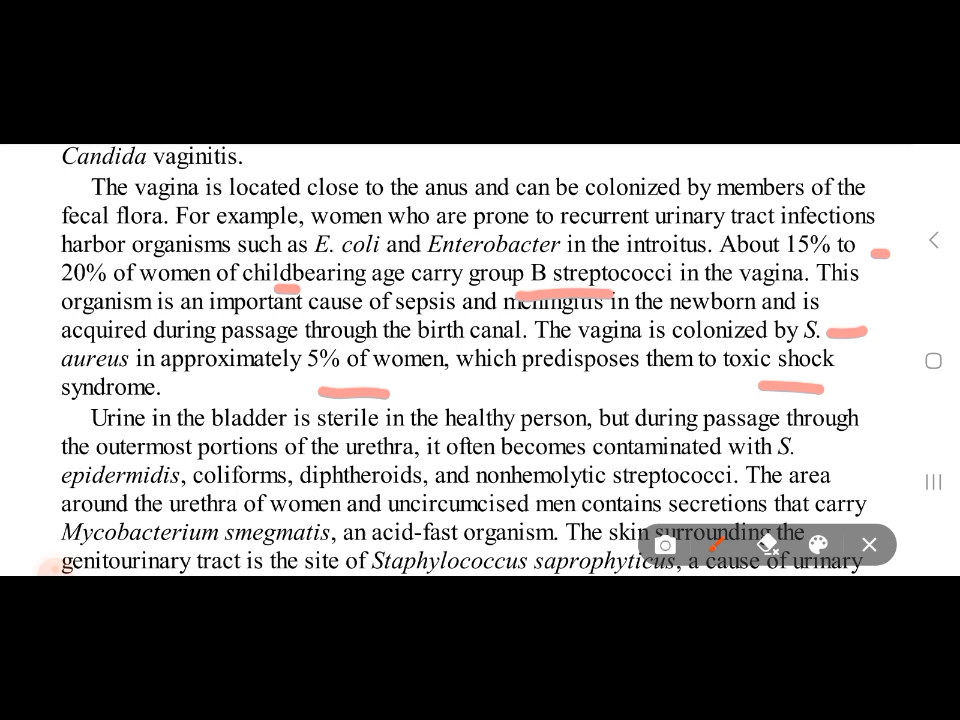 Candida vaginitis.
The vagina is located close to the anus and can be colonized by members of the
fecal flora. For example, women who are prone to recurrent urinary tract infections
harbor organisms such as E. coli and Enterobacter in the introitus. About 15% to
20% of women of childbearing age carry group B streptococci in the vagina. This
organism is an important cause of sepsis and meningitis in the newborn and is
acquired during passage through the birth canal. The vagina is colonized by S.
aureus in approximately 5% of women, which predisposes them to toxic shock
syndrome.
Urine in the bladder is sterile in the healthy person, but during passage through
the outermost portions of the urethra, it often becomes contaminated with S.
epidermidis, coliforms, diphtheroids, and nonhemolytic streptococci. The area
around the urethra of women and uncircumcised men contains secretions that carry
Mycobacterium smegmatis, an acid-fast organism. The skin surrounding the
genitourinary tract is the site of Staphylococcus saprophyticus, a cause of urinary